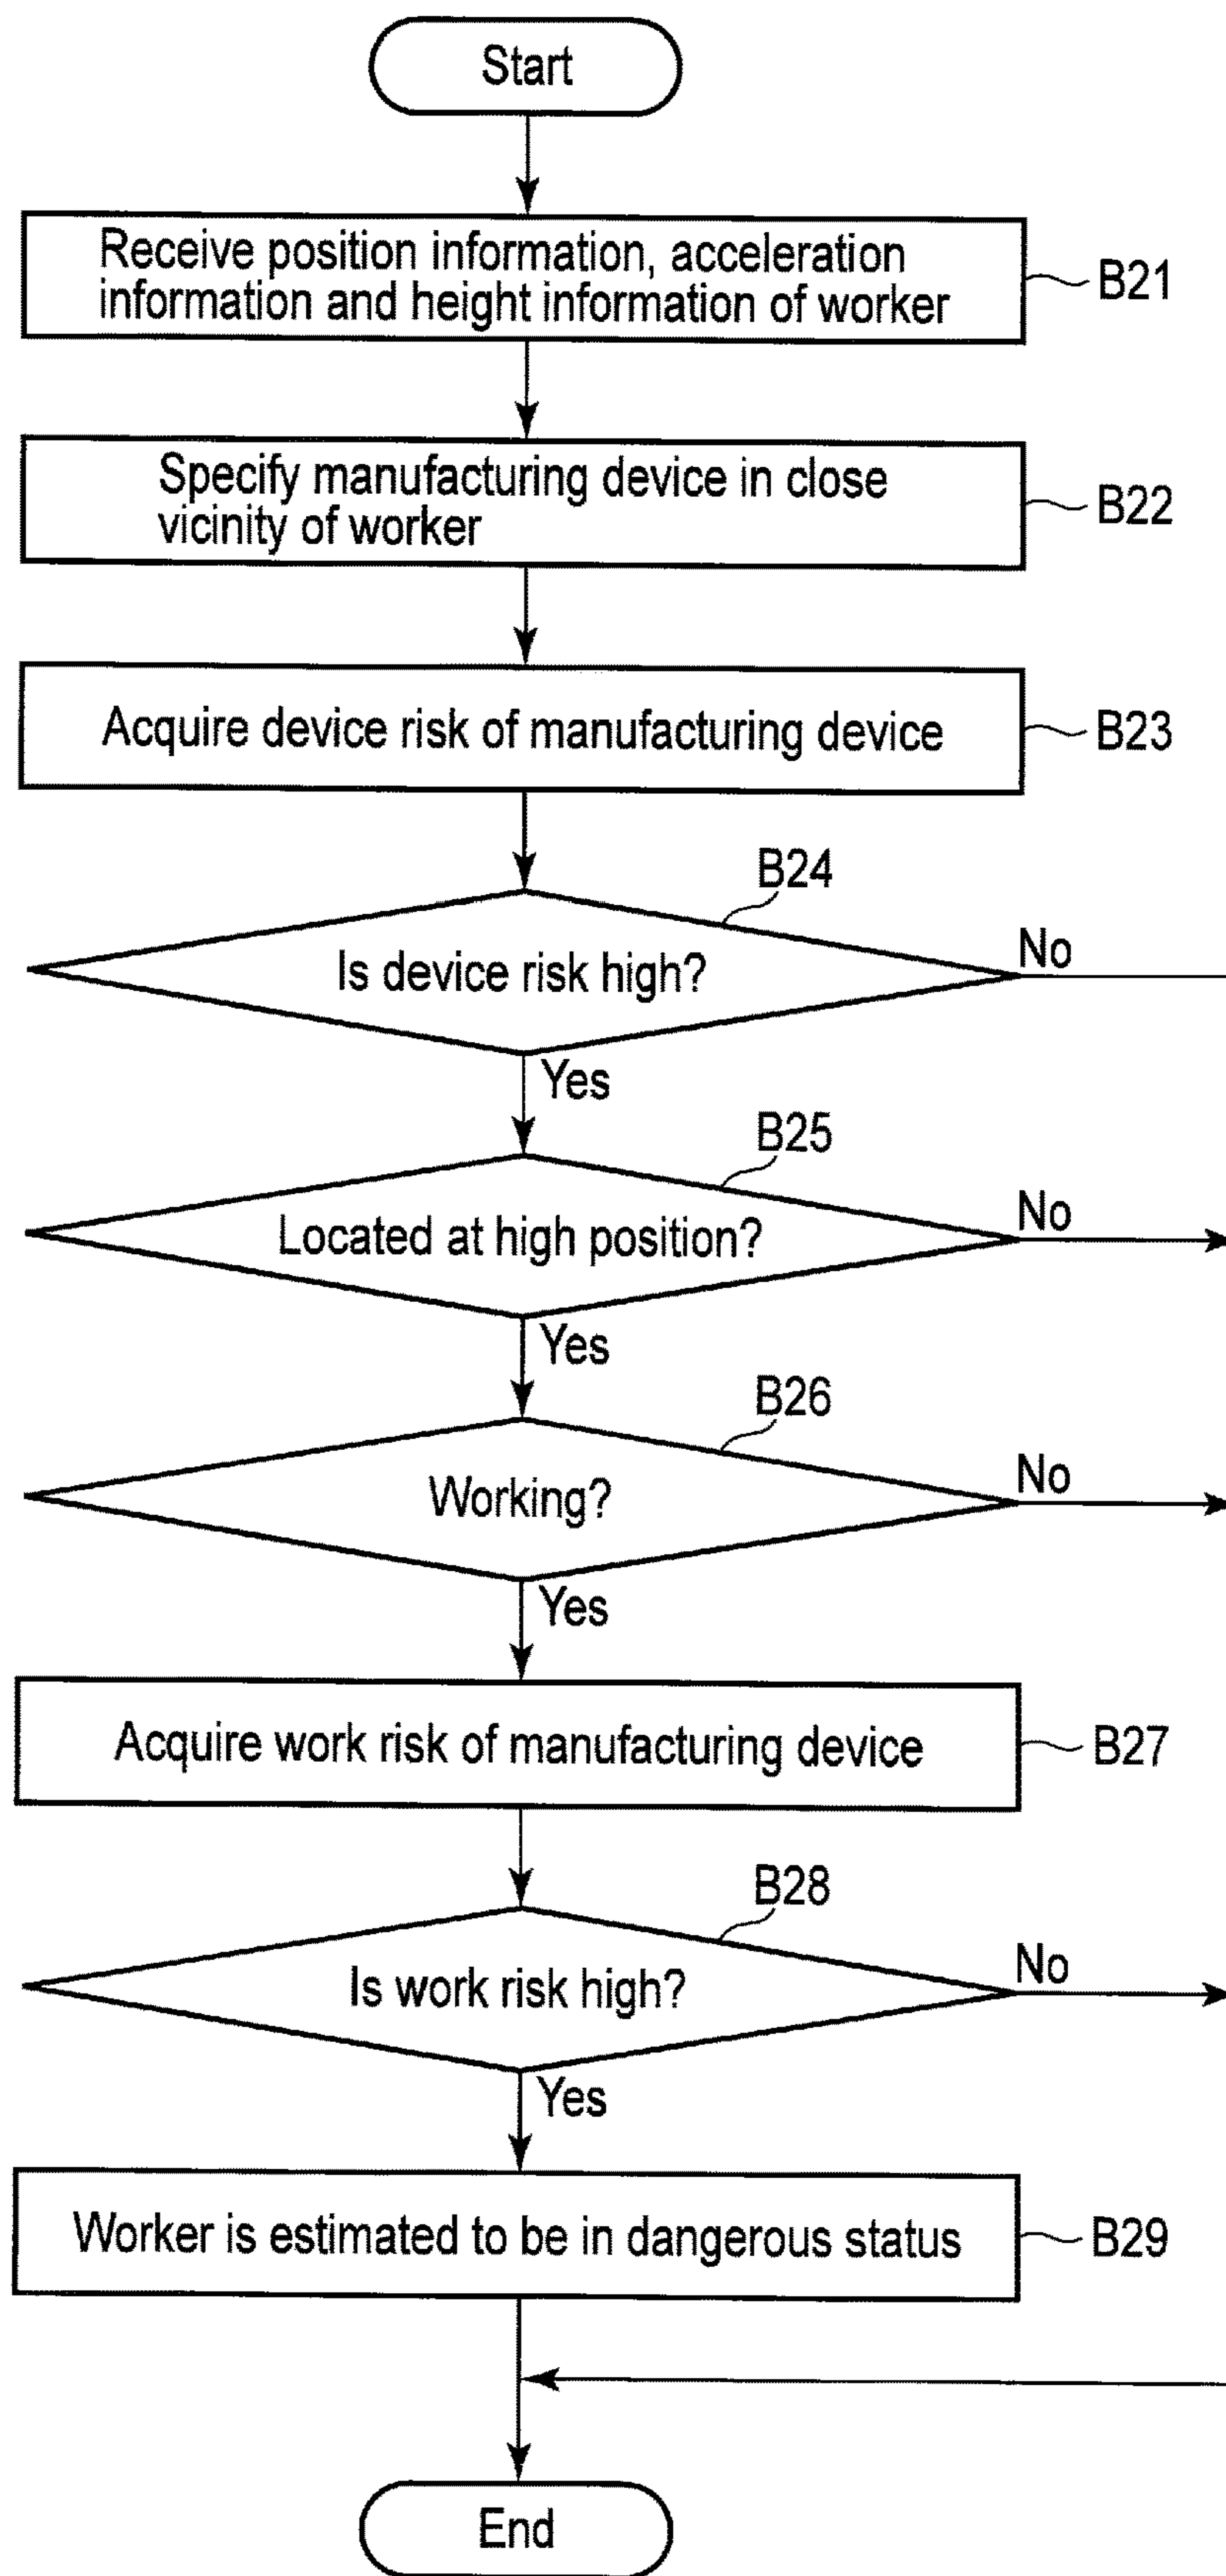 Start
Receive position information, acceleration
information and height information of worker
B21
Specify manufacturing device in close
vicinity of worker
B22
Acquire device risk of manufacturing device
B23
B24
Is device risk high?
No
Yes
B25
Located at high position?
No
Yes
B26
Working?
No
Yes
Acquire work risk of manufacturing device
B27
B28
Is work risk high?
No
Yes
Worker is estimated to be in dangerous status
B29
End